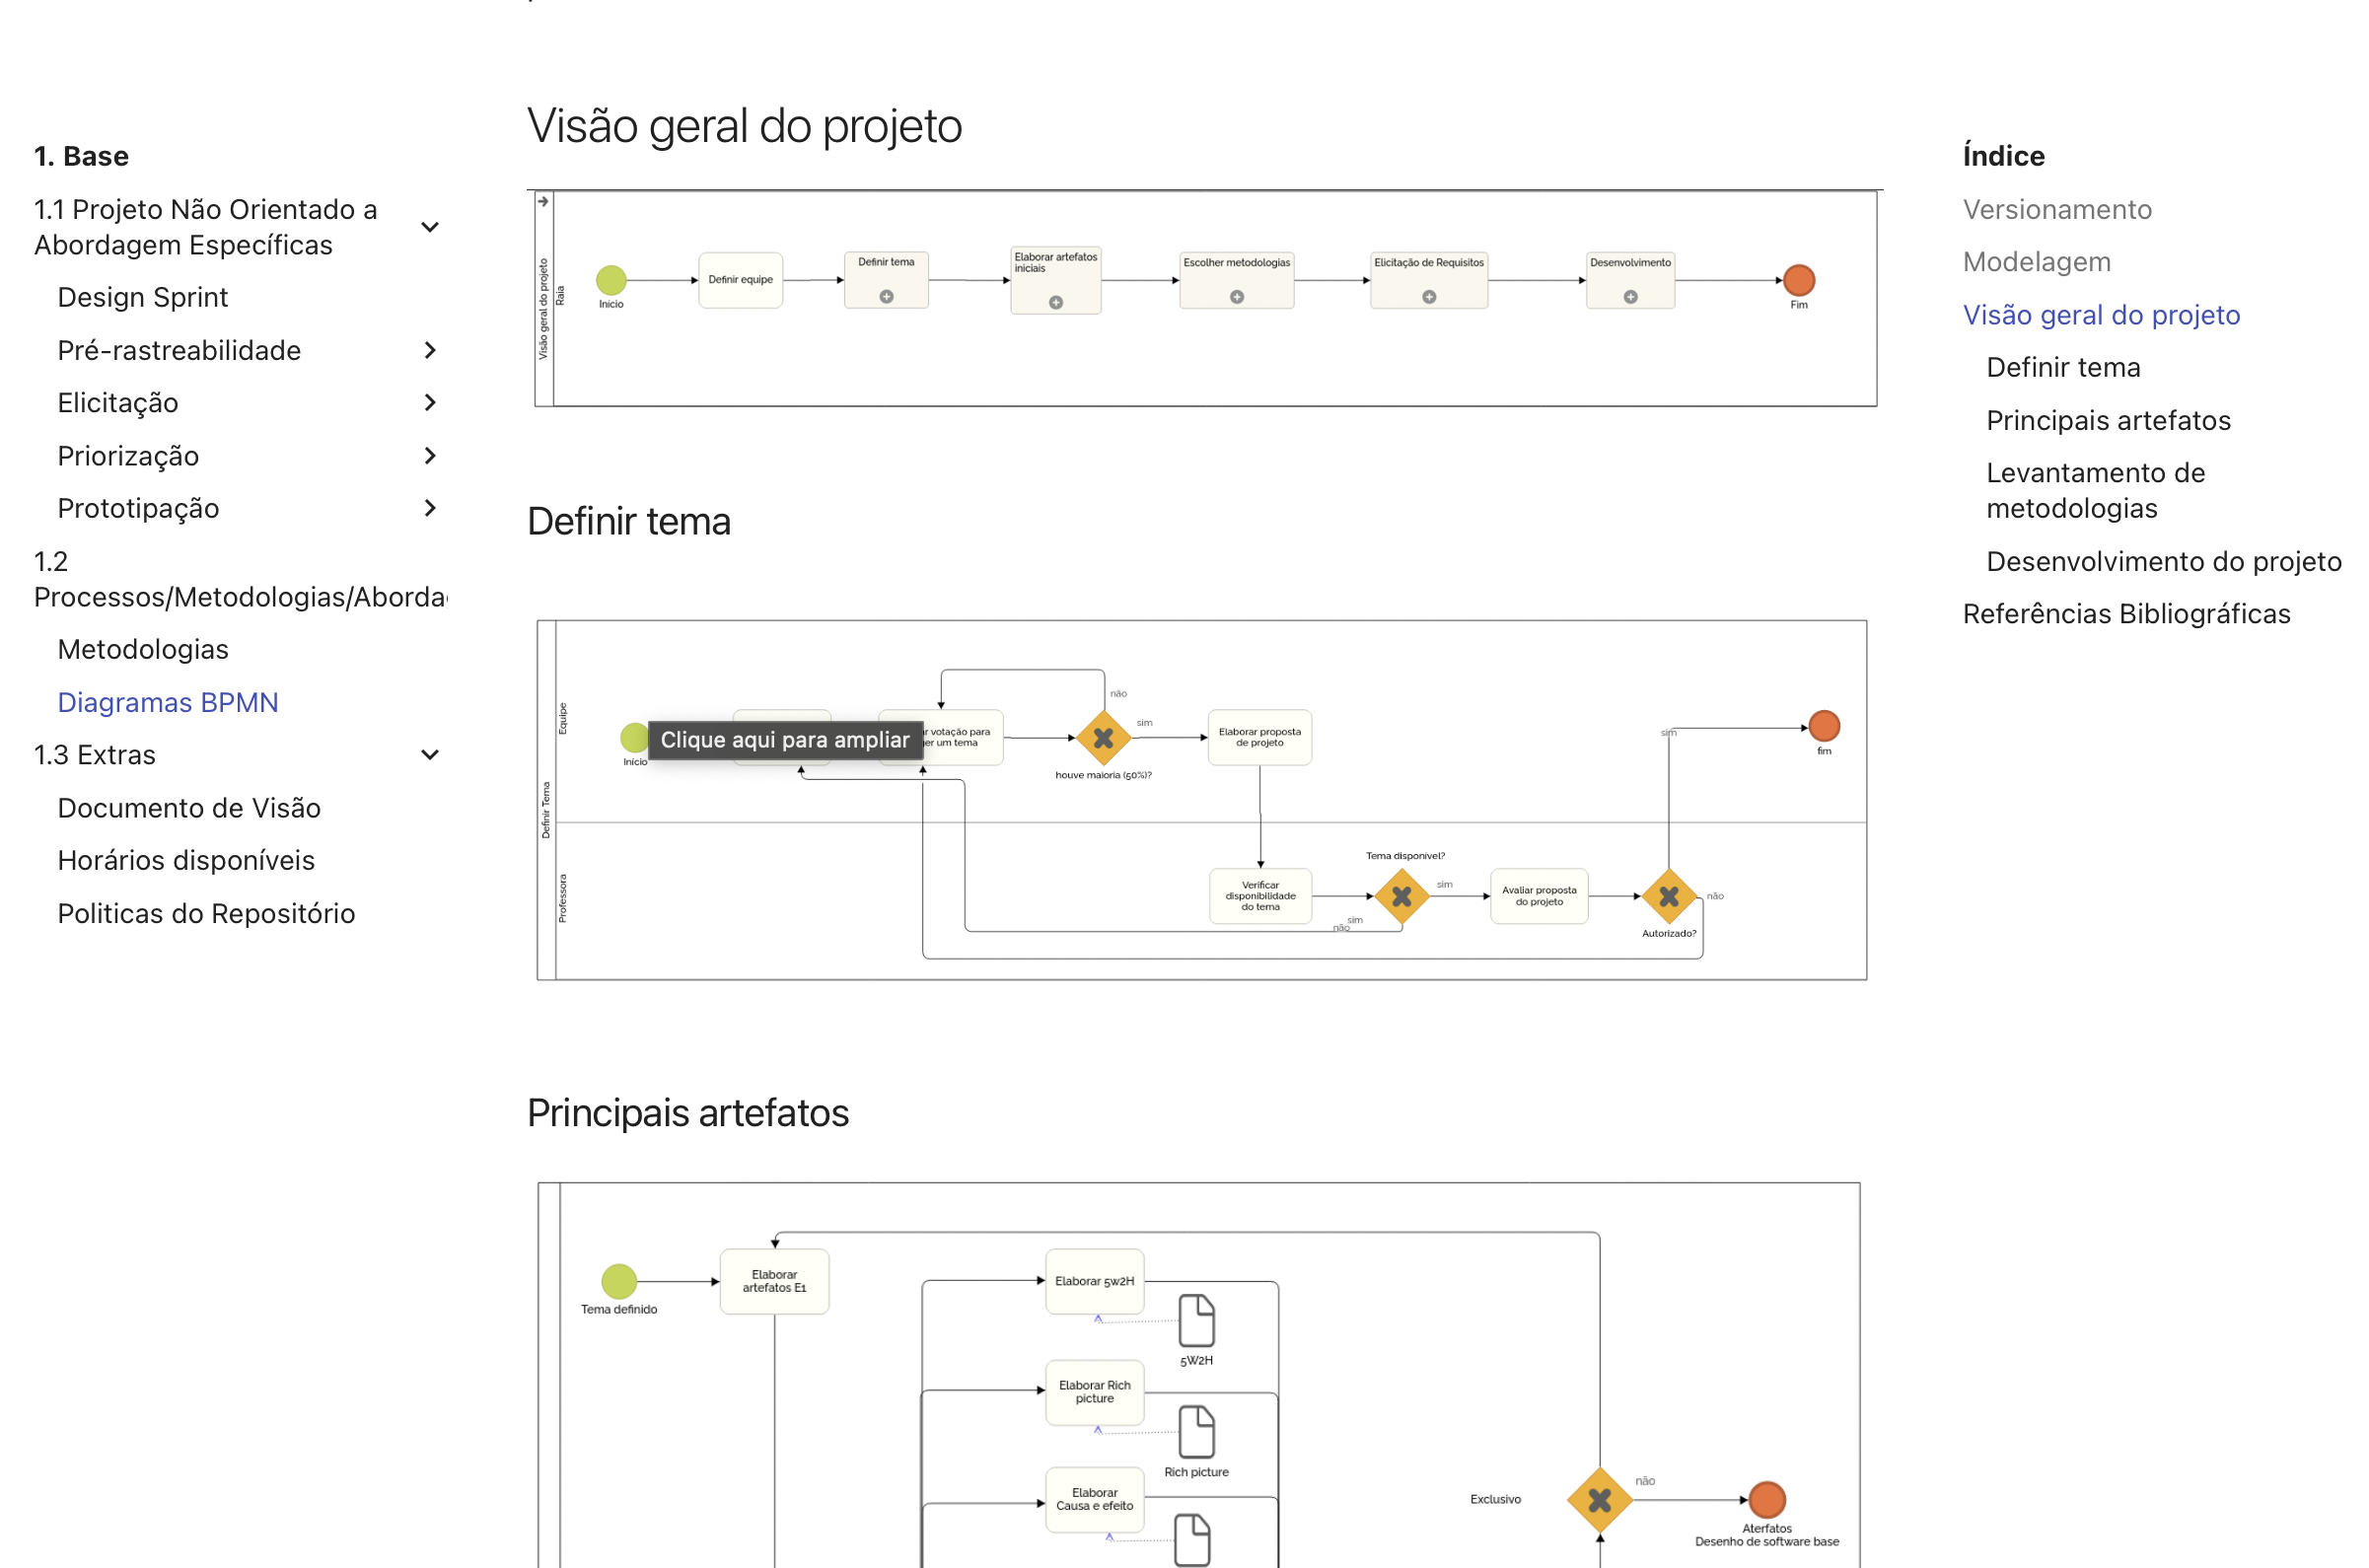 1. Base
1.1 Projeto Não Orientado a
Abordagem Específicas
Design Sprint
Pré-rastreabilidade
Elicitação
Priorização
Prototipação
1.2
Processos/Metodologias/Aborda
Metodologias
Diagramas BPMN
1.3 Extras
Documento de Visão
Horários disponíveis
Politicas do Repositório
Visão geral do projeto
Visão geral do projeto
Raia
Inicio
Definir equipe
Definir tema
Elaborar artefatos
iniciais
Escolher metodologias
Elicitação de Requisitos
Desenvolvimento
Fim
Definir tema
Definir Tema
Equipe
Professora
Inicio
Clique aqui para ampliar
votação para
um tema
não
sim
houve maioria (50%)?
Elaborar proposta
de projeto
sim
fim
Verificar
disponibilidade
do tema
Tema disponível?
sim
sim
não
Avaliar proposta
do projeto
não
Autorizado?
Principais artefatos
Tema definido
Elaborar
artefatos E1
Elaborar 5w2H
5W2H
Elaborar Rich
picture
Rich picture
Elaborar
Causa e efeito
Exclusivo
não
Aterfatos
Desenho de software base
Índice
Versionamento
Modelagem
Visão geral do projeto
Definir tema
Principais artefatos
Levantamento de
metodologias
Desenvolvimento do projeto
Referências Bibliográficas